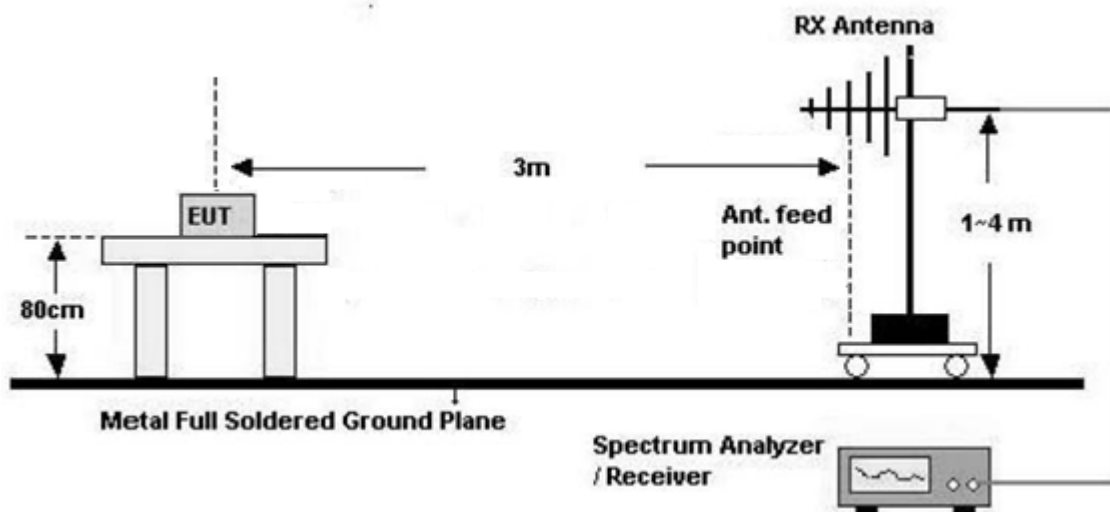 RX Antenna
3m
EUT
Ant. feed
point
1~4 m
80cm
Metal Full Soldered Ground Plane
Spectrum Analyzer
/ Receiver